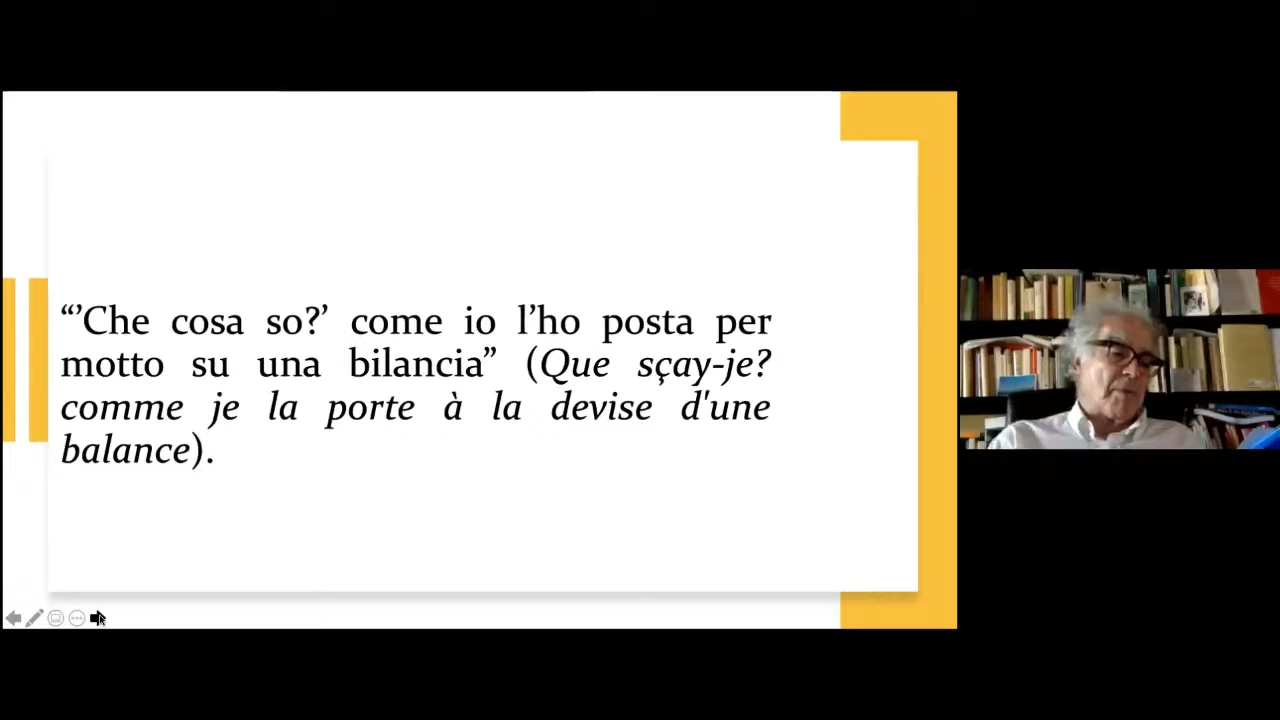 “’Che cosa so?’ come io l’ho posta per
motto su una bilancia” (Que sçay-je?
comme je la porte à la devise d'une
balance).